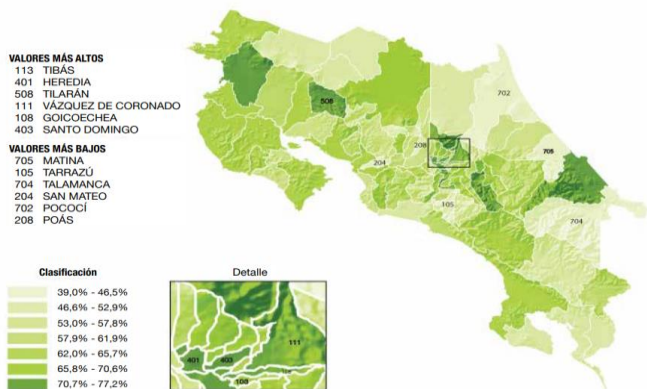 VALORES MÁS ALTOS
113 TIBÁS
401 HEREDIA
508 TILARÁN
111 VÁZQUEZ DE CORONADO
108 GOICOECHEA
403 SANTO DOMINGO
VALORES MÁS BAJOS
705 MATINA
105 TARRAZÚ
704 TALAMANCA
204 SAN MATEO
702 POCOCÍ
208 POÁS
508
702
208
204
705
105
704
Clasificación
39,0% - 46,5%
46,6% - 52,9%
53,0% - 57,8%
57,9% - 61,9%
62,0% - 65,7%
65,8% - 70,6%
70,7% - 77,2%
Detalle
111
401
403
108